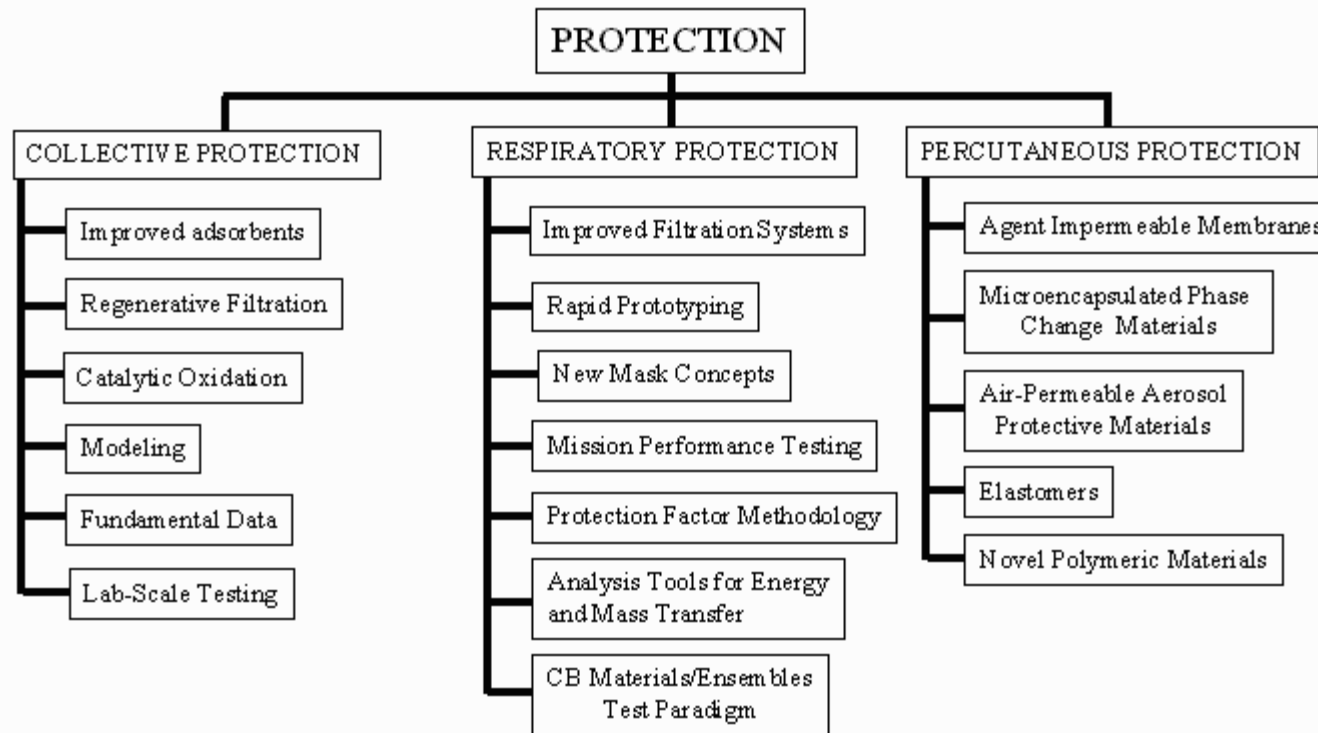 PROTECTION
COLLECTIVE PROTECTION
Improved adsorbents
Regenerative Filtration
Catalytic Oxidation
Modeling
Fundamental Data
Lab-Scale Testing
RESPIRATORY PROTECTION
Improved Filtration Systems
Rapid Prototyping
New Mask Concepts
Mission Performance Testing
Protection Factor Methodology
Analysis Tools for Energy
and Mass Transfer
CB Materials/Ensembles
Test Paradigm
PERCUTANEOUS PROTECTION
Agent Impermeable Membranes
Microencapsulated Phase
Change Materials
Air-Permeable Aerosol
Protective Materials
Elastomers
Novel Polymeric Materials